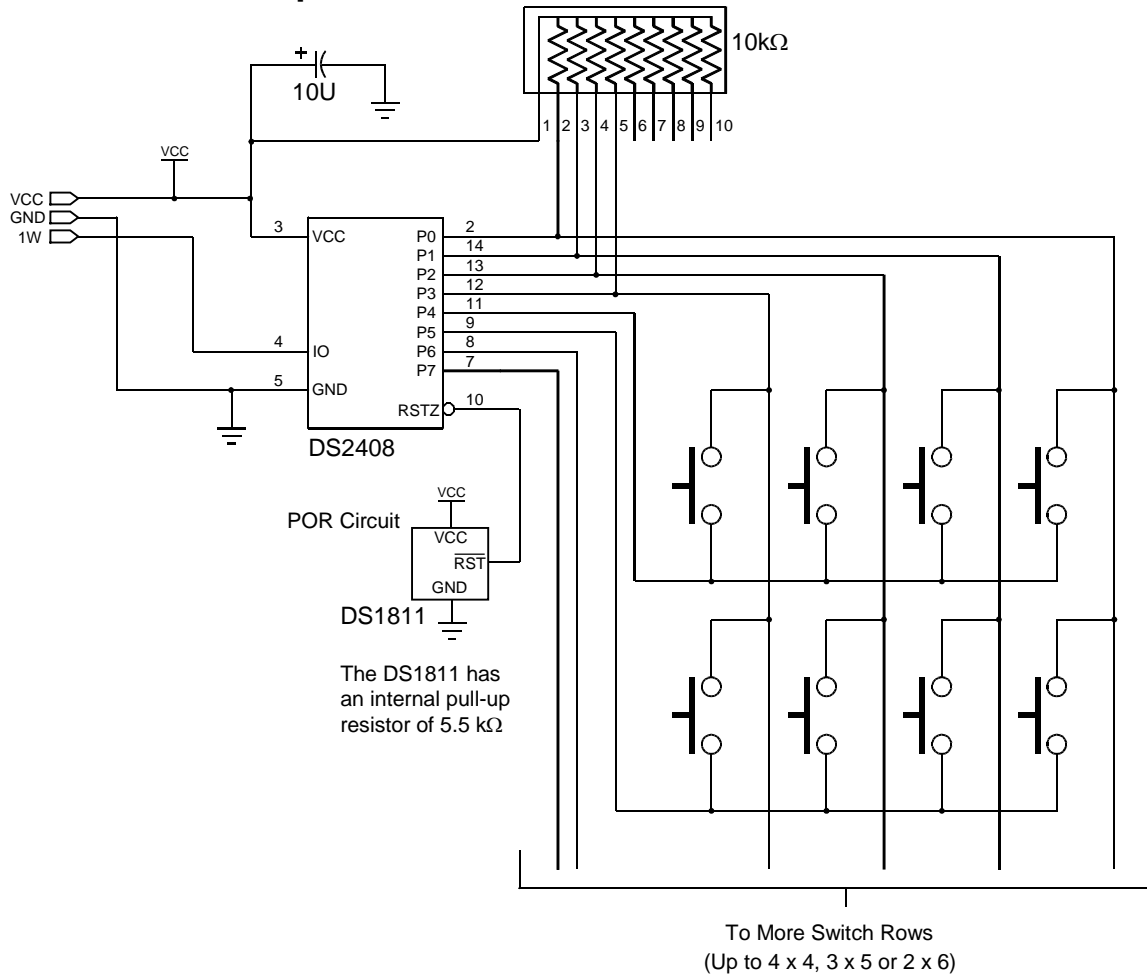 10kΩ
+
10U
1 2 3 4 5 6 7 8 9 10
VCC
VCC
GND
1W
3 VCC
4 IO
5 GND
P0 2
P1 14
P2 13
P3 12
P4 11
P5 9
P6 8
P7 7
RSTZ 10
DS2408
VCC
POR Circuit
VCC
RST
GND
DS1811
The DS1811 has
an internal pull-up
resistor of 5.5 kΩ
To More Switch Rows
(Up to 4 x 4, 3 x 5 or 2 x 6)